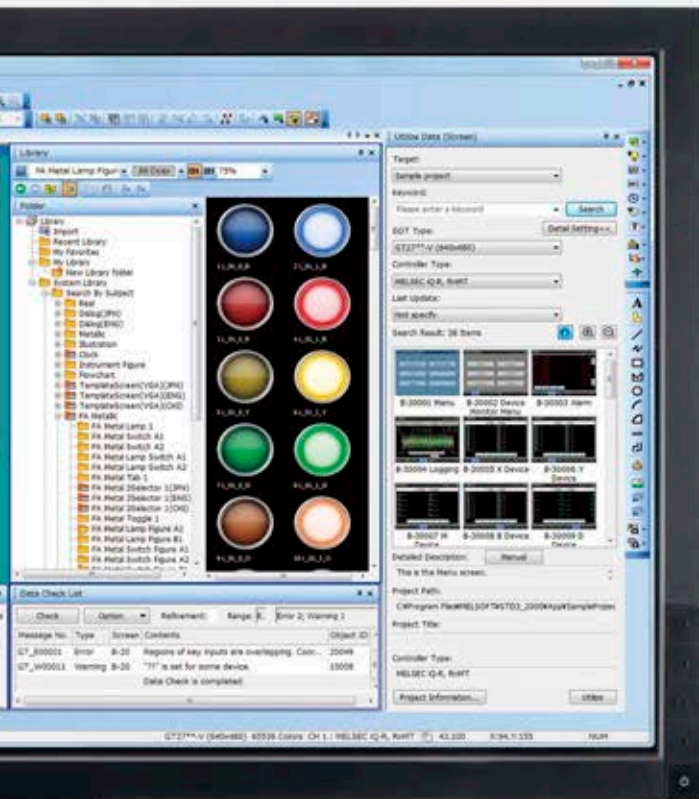 Library
FA Metal Lamp Figur
All Over
75%
Folder
Library
Import
Recent Library
My Favorites
My Library
New Library folder
System Library
Search By Subject
Real
Dialog(JPN)
Dialog(ENG)
Metallic
Illustration
Clock
Instrument Figure
Flowchart
TemplateScreen(VGA)(JPN)
TemplateScreen(VGA)(ENG)
TemplateScreen(VGA)(CHI)
FA Metallic
FA Metal Lamp 1
FA Metal Switch A1
FA Metal Switch A2
FA Metal Lamp Switch A1
FA Metal Lamp Switch A2
FA Metal Tab 1
FA Metal 2Selector 1(JPN)
FA Metal 2Selector 1(ENG)
FA Metal 2Selector 1(CHI)
FA Metal Toggle 1
FA Metal Lamp Figure A1
FA Metal Lamp Figure B1
FA Metal Switch Figure A1
FA Metal Switch Figure A2
Utilize Data (Screen)
Target:
Sample project
Keyword:
Please enter a keyword
Search
GOT Type:
Detail Setting<<
GT27**-V (640x480)
Controller Type:
MELSEC iQ-R, RnMT
Last Update:
Not specify
Search Result: 36 Items
B-30001 Menu
B-30002 Device Monitor Menu
B-30003 Alarm
B-30004 Logging
B-30005 X Device
B-30006 Y Device
B-30007 M Device
B-30008 B Device
B-30009 D Device
Detailed Description:
Manual
This is the Menu screen.
Project Path:
Project Title:
Controller Type:
MELSEC iQ-R, RnMT
Project Information...
Utilize
Data Check List
Check
Option
Refinement:
Range: B,
Error 2, Warning 1
Message No.
Type
Screen
Contents
Object ID
GT_E00001 Error B-20 Regions of key inputs are overlapping. Coor... 20049
GT_W00011 Warning B-20 "??" is set for some device. 10008
Data Check is completed.
GT27**-V (640x480) 65536 Colors CH 1 : MELSEC iQ-R, RnMT
NUM